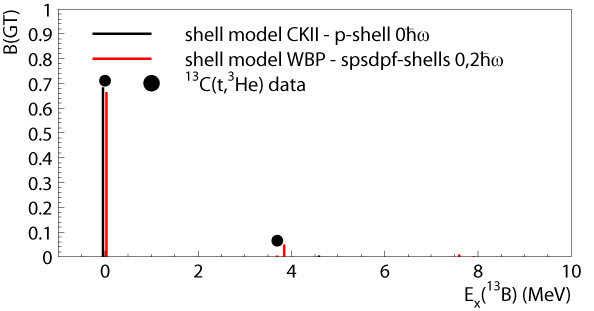 B(GT)
1
0.9
0.8
0.7
0.6
0.5
0.4
0.3
0.2
0.1
0
shell model CKII - p-shell 0ħω
shell model WBP - spsdpf-shells 0,2ħω
¹³C(t,³He) data
0 2 4 6 8 10
Eₓ(¹³B) (MeV)